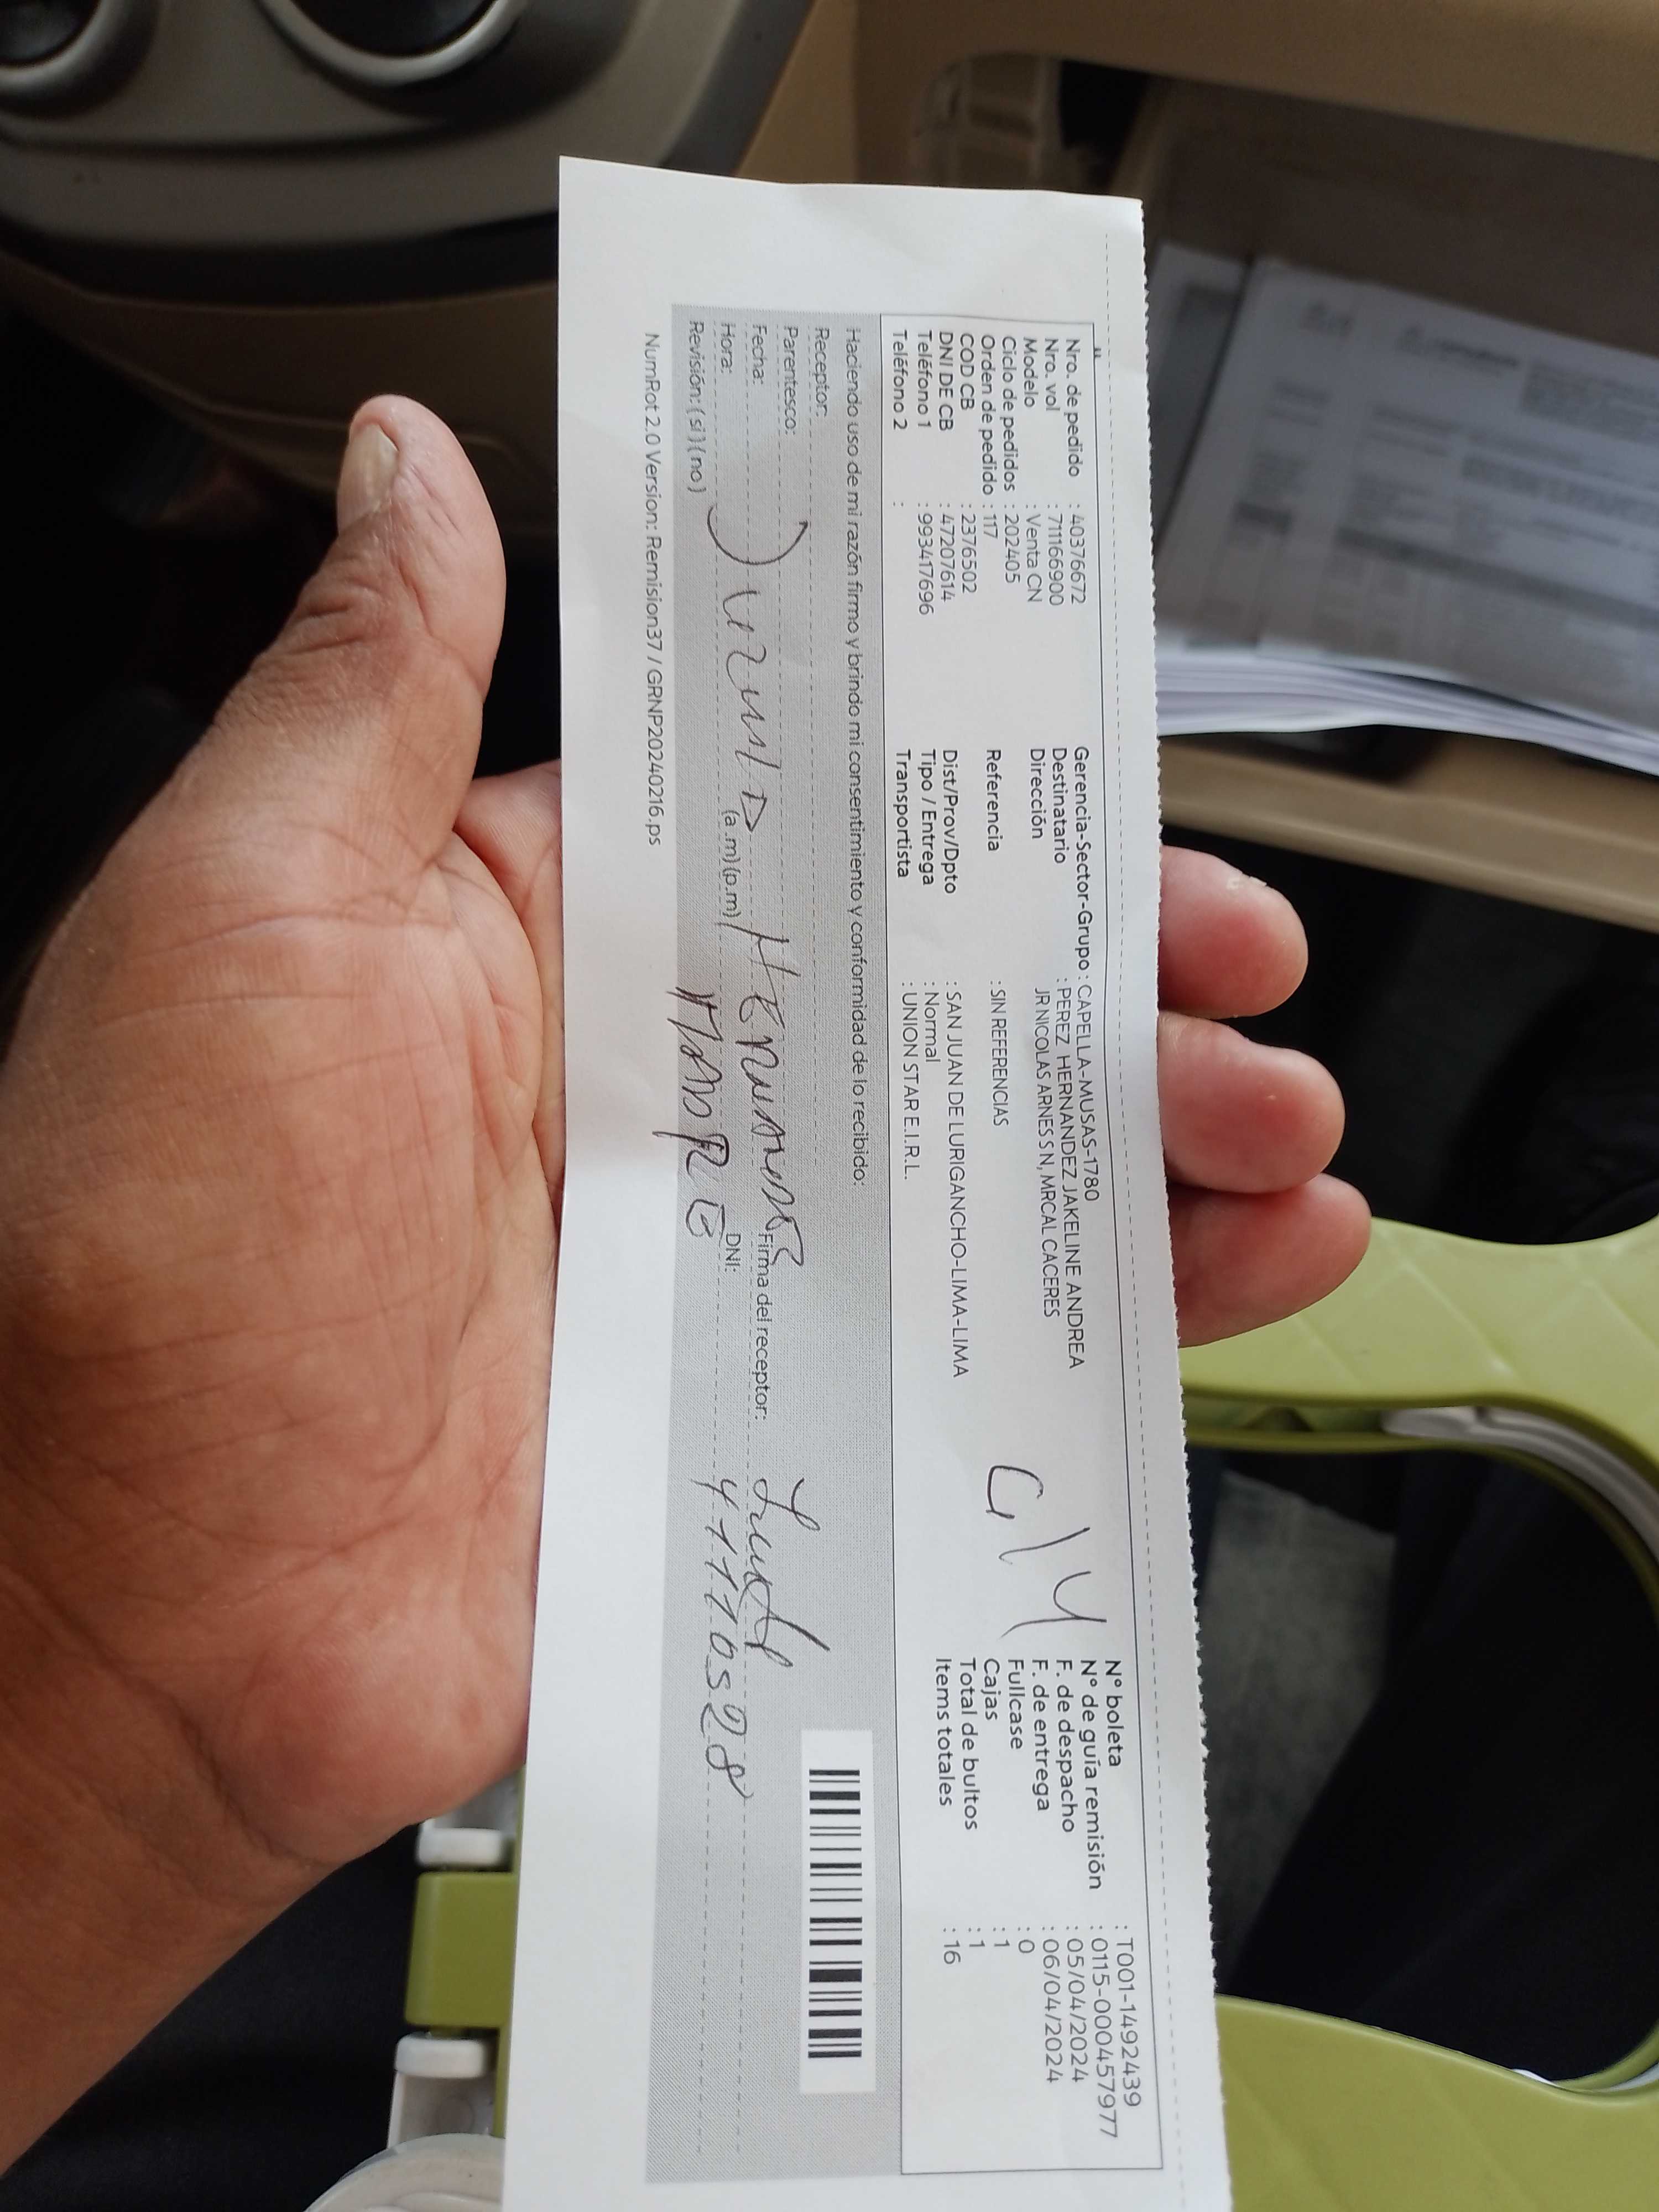 Nro. de pedido : 40376672
Nro. vol : 711166900
Modelo : Venta CN
Ciclo de pedidos : 202405
Orden de pedido : 117
COD CB : 2376502
DNI DE CB : 47207614
Teléfono 1 : 993417696
Teléfono 2 :
Gerencia-Sector-Grupo : CAPELLA-MUSAS-1780
Destinatario : PEREZ HERNANDEZ JAKELINE ANDREA
Dirección JR NICOLAS ARNES S N, MRCAL CACERES
Referencia : SIN REFERENCIAS
Dist/Prov/Dpto : SAN JUAN DE LURIGANCHO-LIMA-LIMA
Tipo / Entrega : Normal
Transportista : UNION STAR E.I.R.L.
N° boleta : T001-1492439
N° de guía remisión : 0115-000457977
F. de despacho : 05/04/2024
F. de entrega : 06/04/2024
Fullcase : 0
Cajas : 1
Total de bultos : 1
Items totales : 16
Haciendo uso de mi razón firmo y brindo mi consentimiento y conformidad de lo recibido:
Receptor:
Parentesco:
Fecha:
Firma del receptor:
Hora: (a.m) (p.m)
DNI: 41110528
Revisión: (si) (no)
NumRot 2.0 Version: Remision37 / GRNP20240216.ps